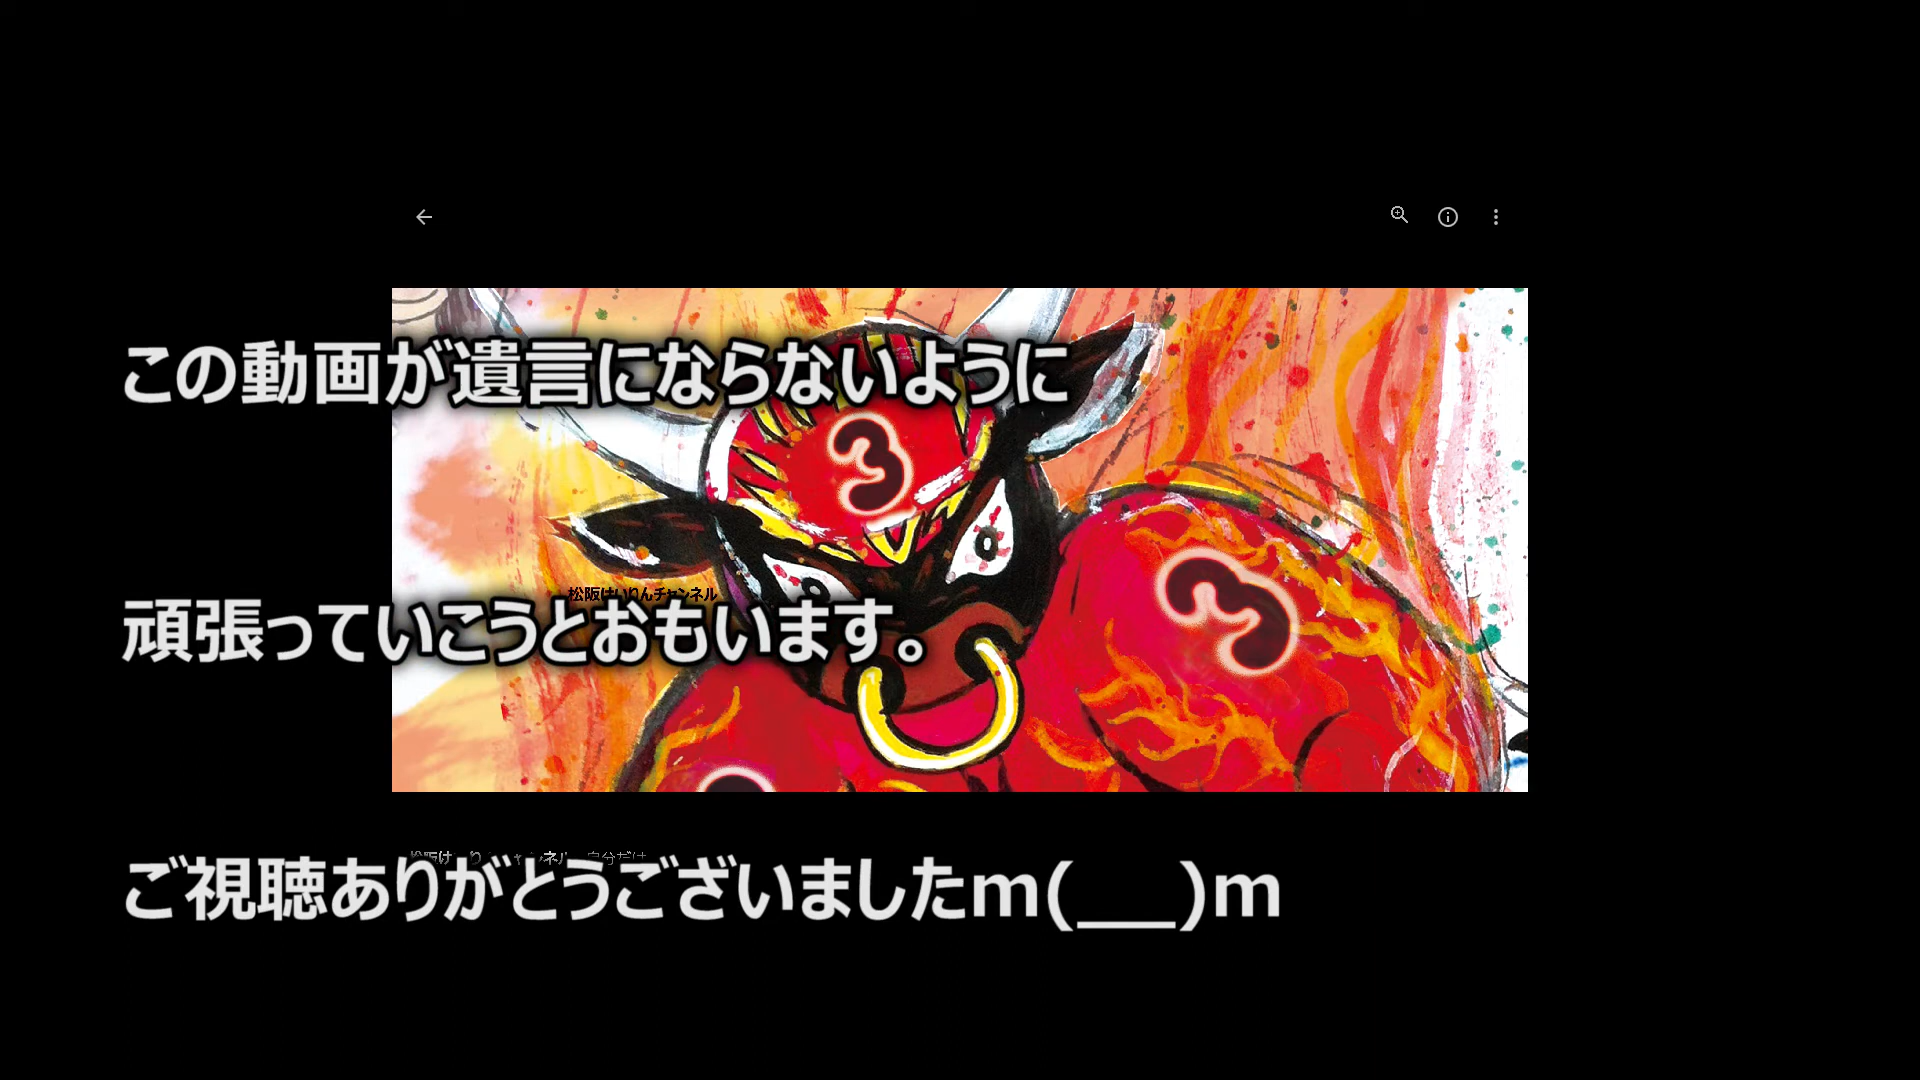 この動画が遺言にならないように
3
3
松阪けいりんチャンネル
頑張っていこうとおもいます。
ご視聴ありがとうございましたm(__)m